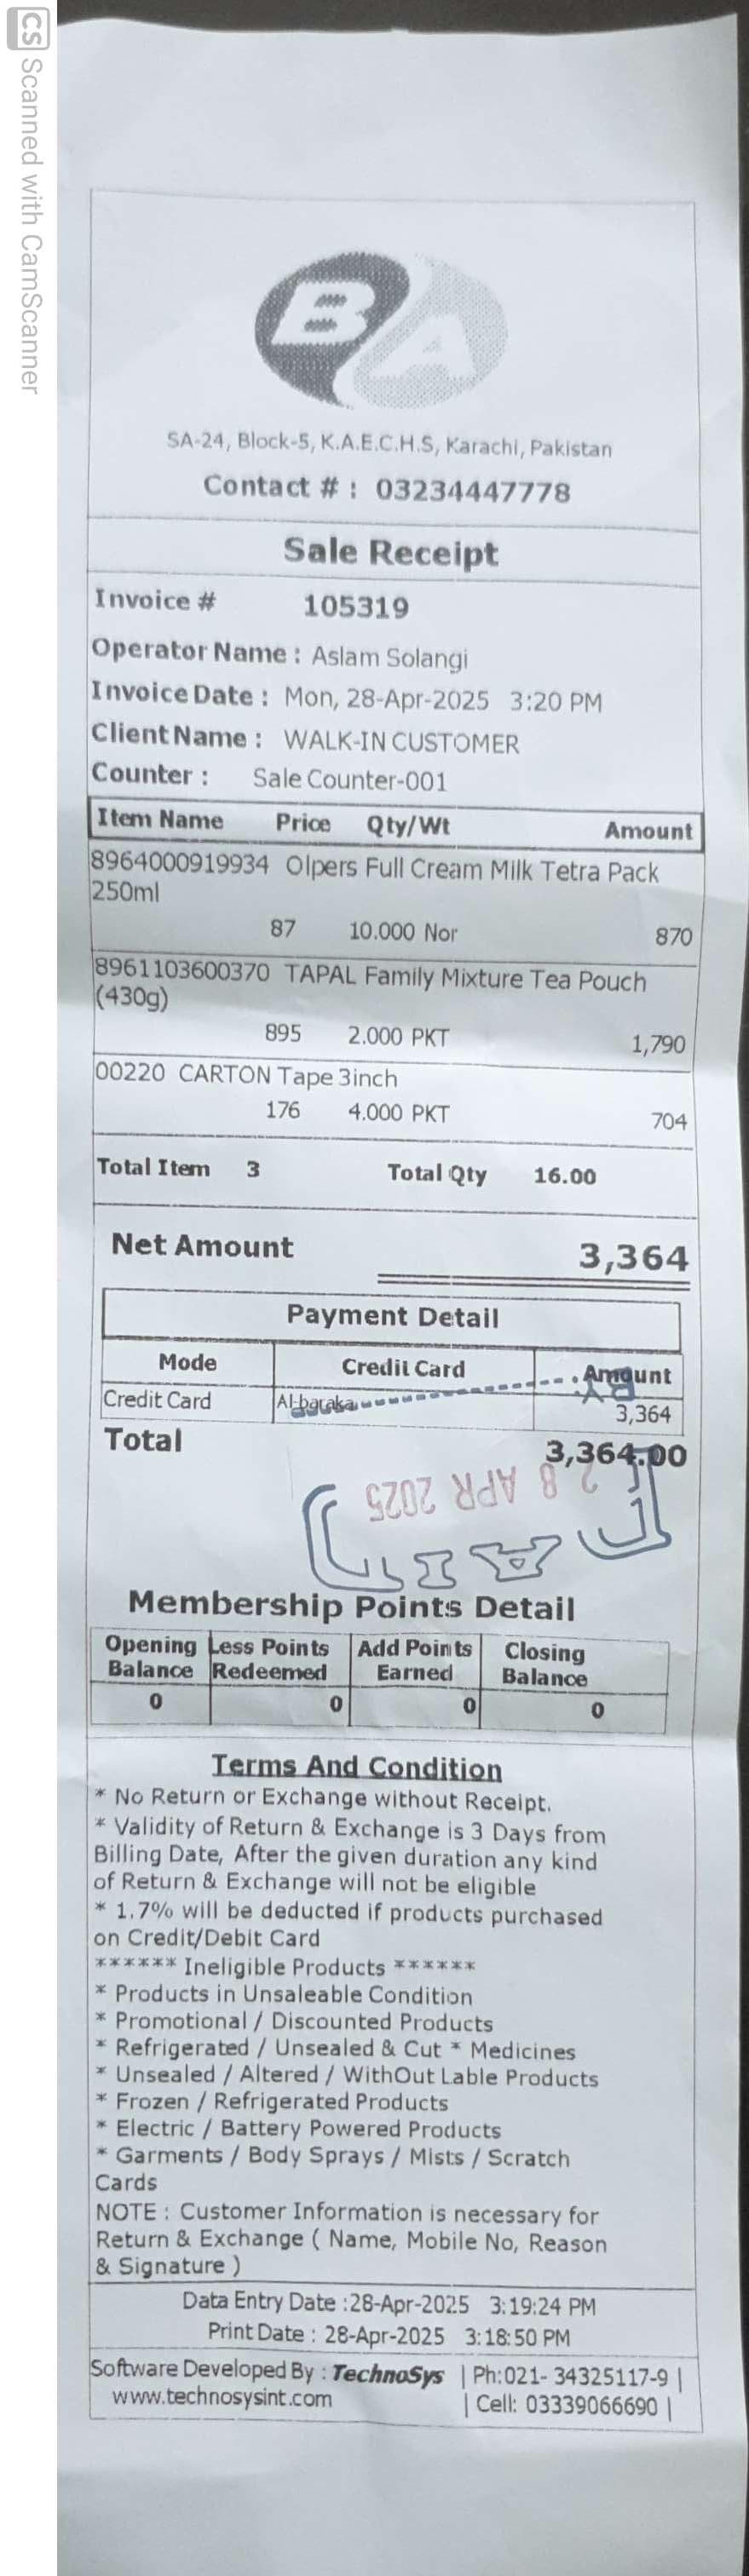 CS Scanned with CamScanner
BA
SA-24, Block-5, K.A.E.C.H.S, Karachi, Pakistan
Contact # : 03234447778
Sale Receipt
Invoice # 105319
Operator Name : Aslam Solangi
Invoice Date : Mon, 28-Apr-2025 3:20 PM
Client Name : WALK-IN CUSTOMER
Counter : Sale Counter-001
Item Name Price Qty/Wt Amount
8964000919934 Olpers Full Cream Milk Tetra Pack
250ml
87 10.000 Nor 870
8961103600370 TAPAL Family Mixture Tea Pouch
(430g)
895 2.000 PKT 1,790
00220 CARTON Tape 3inch
176 4.000 PKT 704
Total Item 3 Total Qty 16.00
Net Amount 3,364
Payment Detail
Mode Credit Card Amount
Credit Card Al-baraka 3,364
BY.
Total 3,364.00
28 APR 2025
PAID
Membership Points Detail
Opening Less Points Add Points Closing
Balance Redeemed Earned Balance
0 0 0 0
Terms And Condition
* No Return or Exchange without Receipt.
* Validity of Return & Exchange is 3 Days from
Billing Date, After the given duration any kind
of Return & Exchange will not be eligible
* 1.7% will be deducted if products purchased
on Credit/Debit Card
****** Ineligible Products ******
* Products in Unsaleable Condition
* Promotional / Discounted Products
* Refrigerated / Unsealed & Cut * Medicines
* Unsealed / Altered / WithOut Lable Products
* Frozen / Refrigerated Products
* Electric / Battery Powered Products
* Garments / Body Sprays / Mists / Scratch
Cards
NOTE : Customer Information is necessary for
Return & Exchange ( Name, Mobile No, Reason
& Signature )
Data Entry Date :28-Apr-2025 3:19:24 PM
Print Date : 28-Apr-2025 3:18:50 PM
Software Developed By : TechnoSys | Ph:021- 34325117-9 |
www.technosysint.com | Cell: 03339066690 |